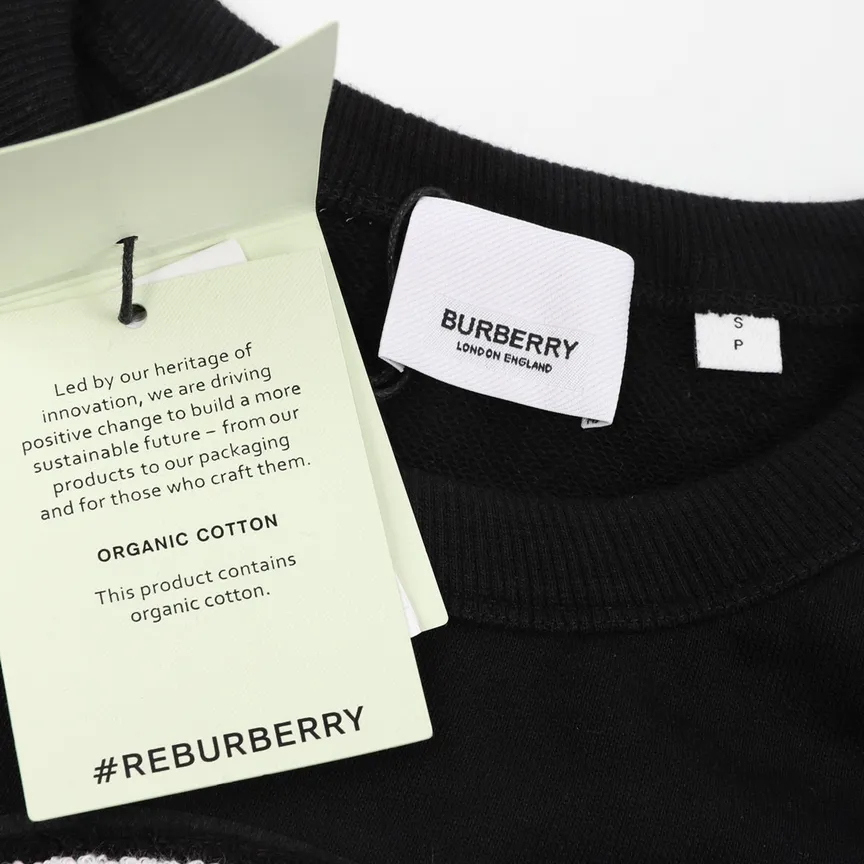 Led by our heritage of
innovation, we are driving
positive change to build a more
sustainable future – from our
products to our packaging
and for those who craft them.
ORGANIC COTTON
This product contains
organic cotton.
#REBURBERRY
BURBERRY
LONDON ENGLAND
S
P